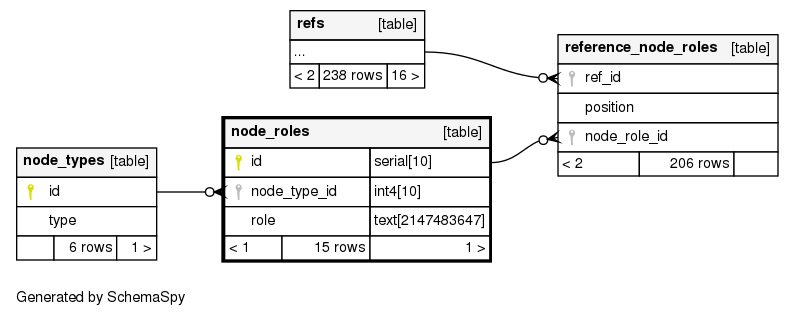 refs [table]
...
< 2 238 rows 16 >
reference_node_roles [table]
ref_id
position
node_role_id
< 2 206 rows
node_roles [table]
id serial[10]
node_type_id int4[10]
role text[2147483647]
< 1 15 rows 1 >
node_types [table]
id
type
6 rows 1 >
Generated by SchemaSpy